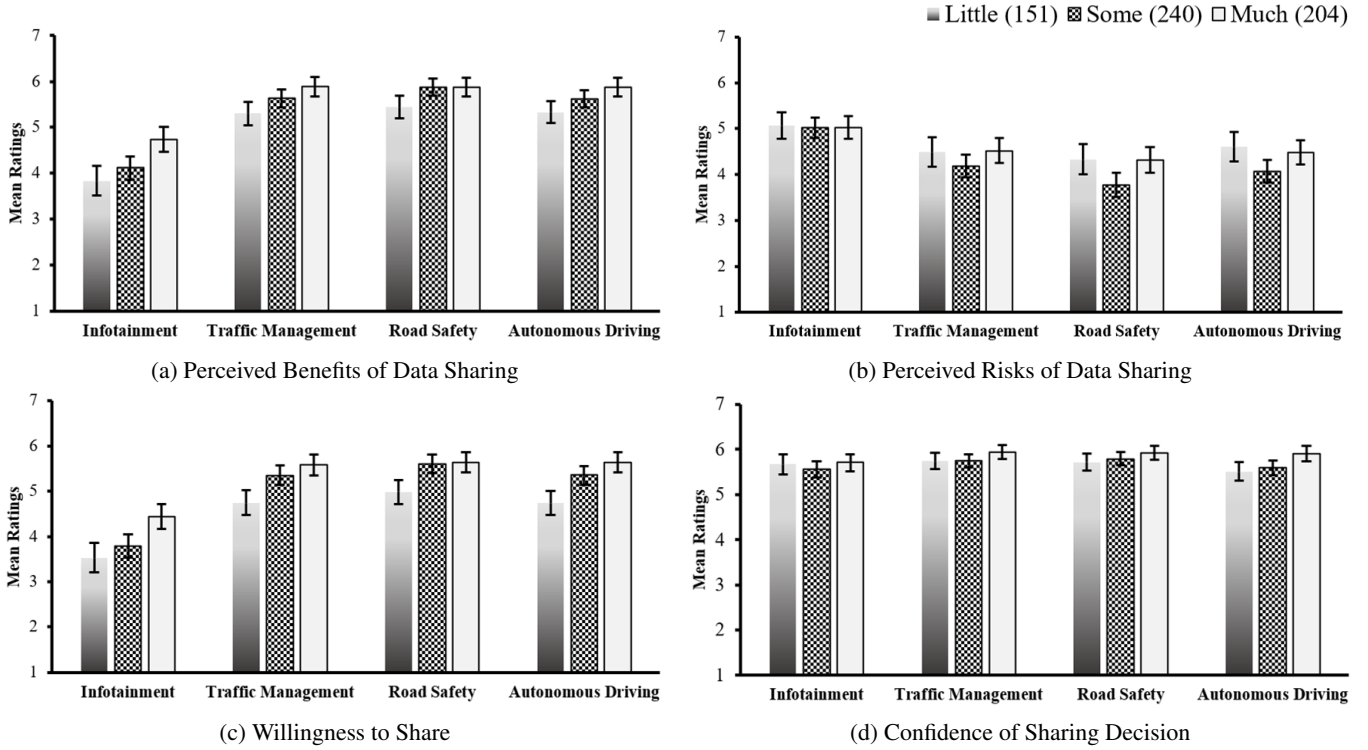 Little (151) Some (240) Much (204)
7
6
5
4
3
2
1
Mean Ratings
Infotainment Traffic Management Road Safety Autonomous Driving
(a) Perceived Benefits of Data Sharing
7
6
5
4
3
2
1
Mean Ratings
Infotainment Traffic Management Road Safety Autonomous Driving
(b) Perceived Risks of Data Sharing
7
6
5
4
3
2
1
Mean Ratings
Infotainment Traffic Management Road Safety Autonomous Driving
(c) Willingness to Share
7
6
5
4
3
2
1
Mean Ratings
Infotainment Traffic Management Road Safety Autonomous Driving
(d) Confidence of Sharing Decision